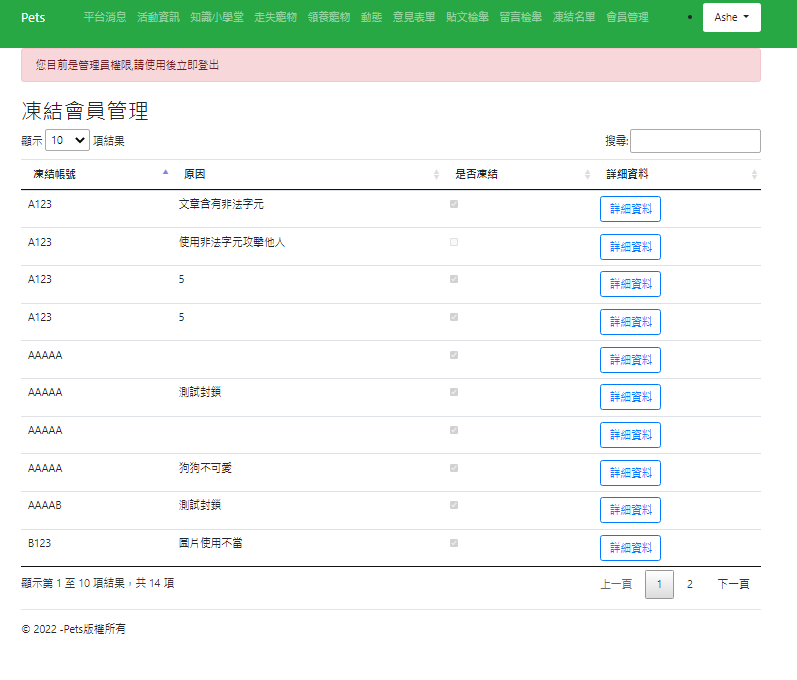 Pets 平台消息 活動資訊 知識小學堂 走失寵物 領養寵物 動態 意見表單 貼文檢舉 留言檢舉 凍結名單 會員管理 • Ashe
您目前是管理員權限,請使用後立即登出
凍結會員管理
顯示 10 項結果 搜尋:
凍結帳號 原因 是否凍結 詳細資料
A123 文章含有非法字元 詳細資料
A123 使用非法字元攻擊他人 詳細資料
A123 5 詳細資料
A123 5 詳細資料
AAAAA 詳細資料
AAAAA 測試封鎖 詳細資料
AAAAA 詳細資料
AAAAA 狗狗不可愛 詳細資料
AAAAB 測試封鎖 詳細資料
B123 圖片使用不當 詳細資料
顯示第 1 至 10 項結果，共 14 項 上一頁 1 2 下一頁
© 2022 -Pets版權所有